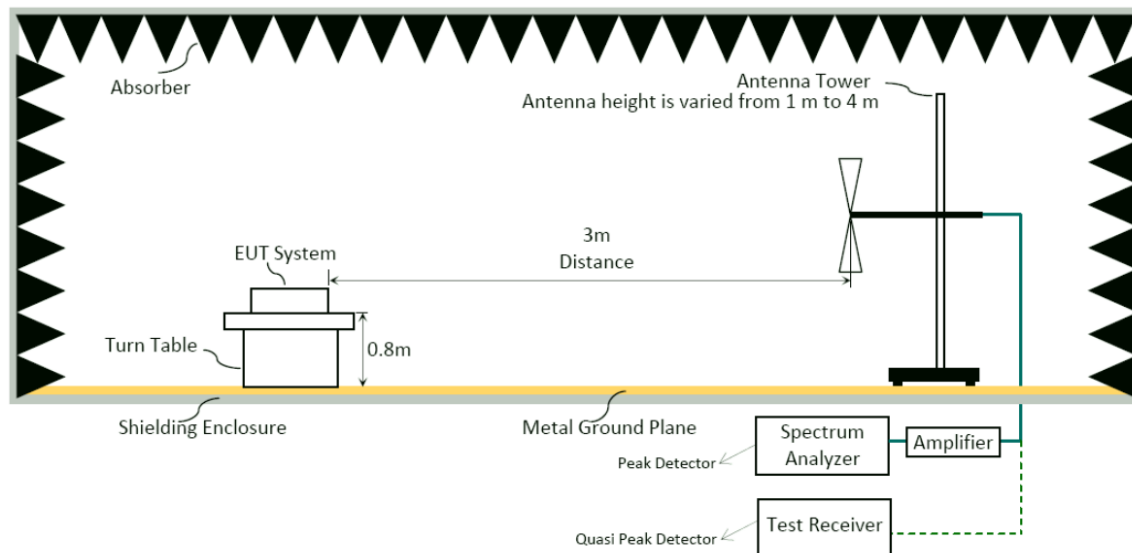 Absorber
Antenna Tower
Antenna height is varied from 1 m to 4 m
3m
Distance
EUT System
Turn Table
0.8m
Shielding Enclosure
Metal Ground Plane
Spectrum
Analyzer
Amplifier
Peak Detector
Test Receiver
Quasi Peak Detector